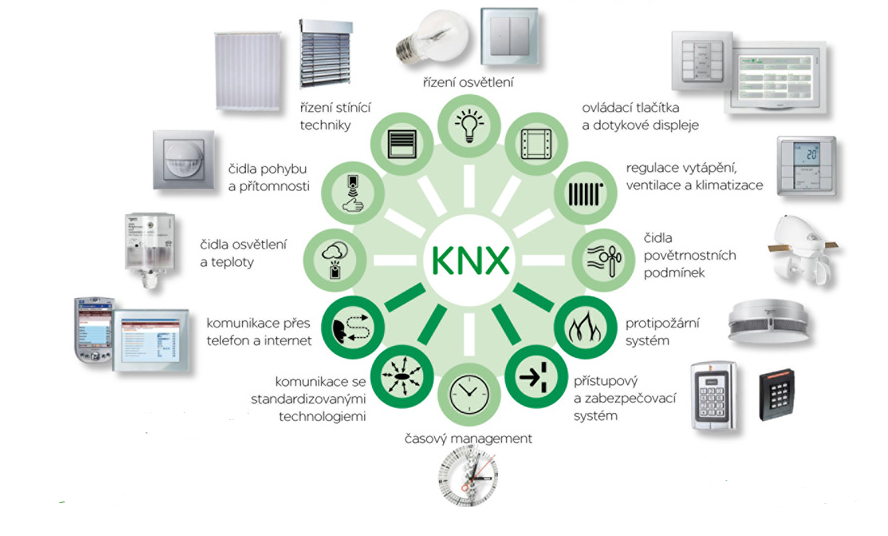 řízení osvětlení
řízení stínící
techniky
ovládací tlačítka
a dotykové displeje
čidla pohybu
a přítomnosti
regulace vytápění,
ventilace a klimatizace
čidla osvětlení
a teploty
KNX
čidla
povětrnostních
podmínek
komunikace přes
telefon a internet
protipožární
systém
komunikace se
standardizovanými
technologiemi
přístupový
a zabezpečovací
systém
časový management